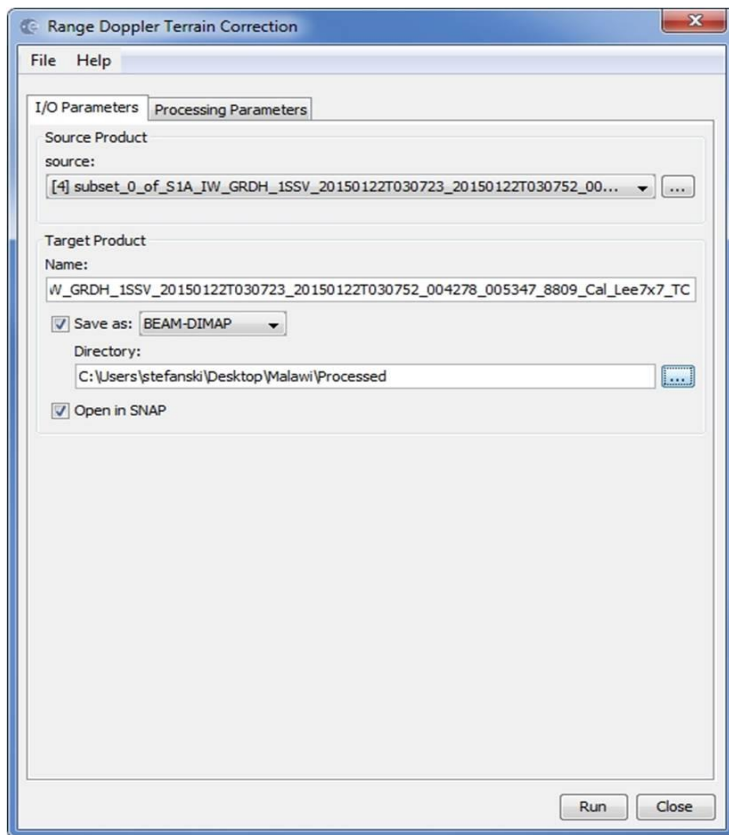 Range Doppler Terrain Correction
File Help
I/O Parameters Processing Parameters
Source Product
source:
[4] subset_0_of_S1A_IW_GRDH_1SSV_20150122T030723_20150122T030752_00... ...
Target Product
Name:
W_GRDH_1SSV_20150122T030723_20150122T030752_004278_005347_8809_Cal_Lee7x7_TC
Save as: BEAM-DIMAP
Directory:
C:\Users\stefanski\Desktop\Malawi\Processed ...
Open in SNAP
Run Close